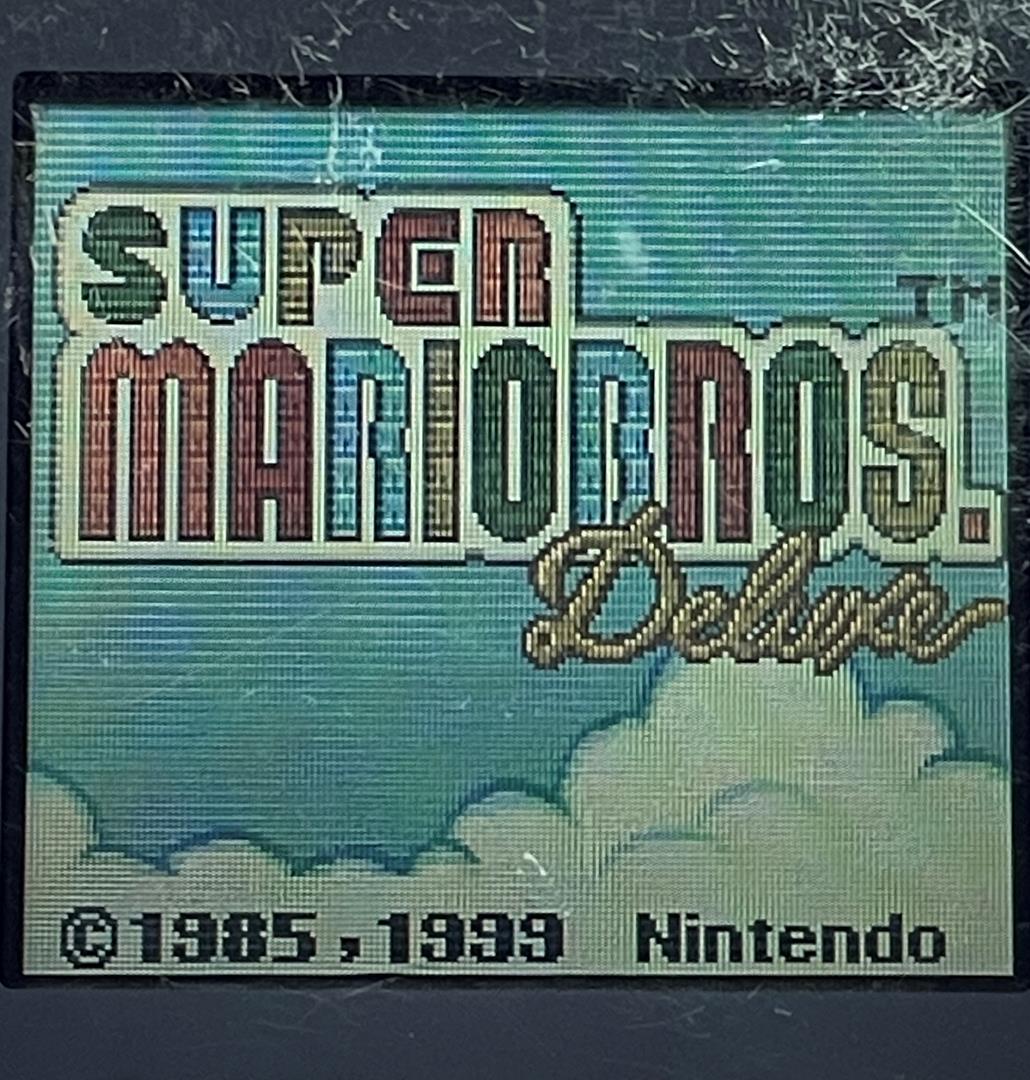 SUPER
TM
MARIO BROS.
Deluxe
©1985,1999 Nintendo